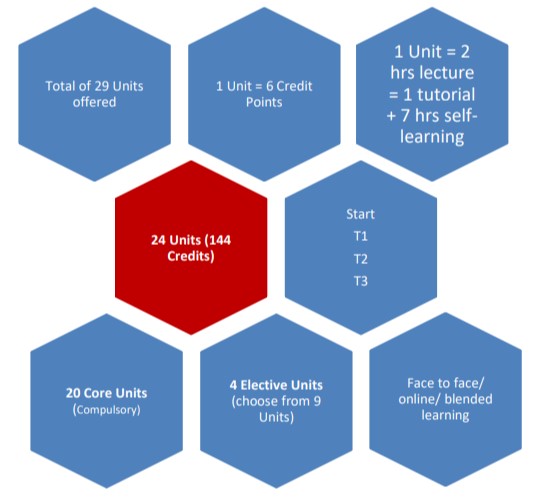 Total of 29 Units
offered
1 Unit = 6 Credit
Points
1 Unit = 2
hrs lecture
= 1 tutorial
+ 7 hrs self-
learning
24 Units (144
Credits)
Start
T1
T2
T3
20 Core Units
(Compulsory)
4 Elective Units
(choose from 9
Units)
Face to face/
online/ blended
learning